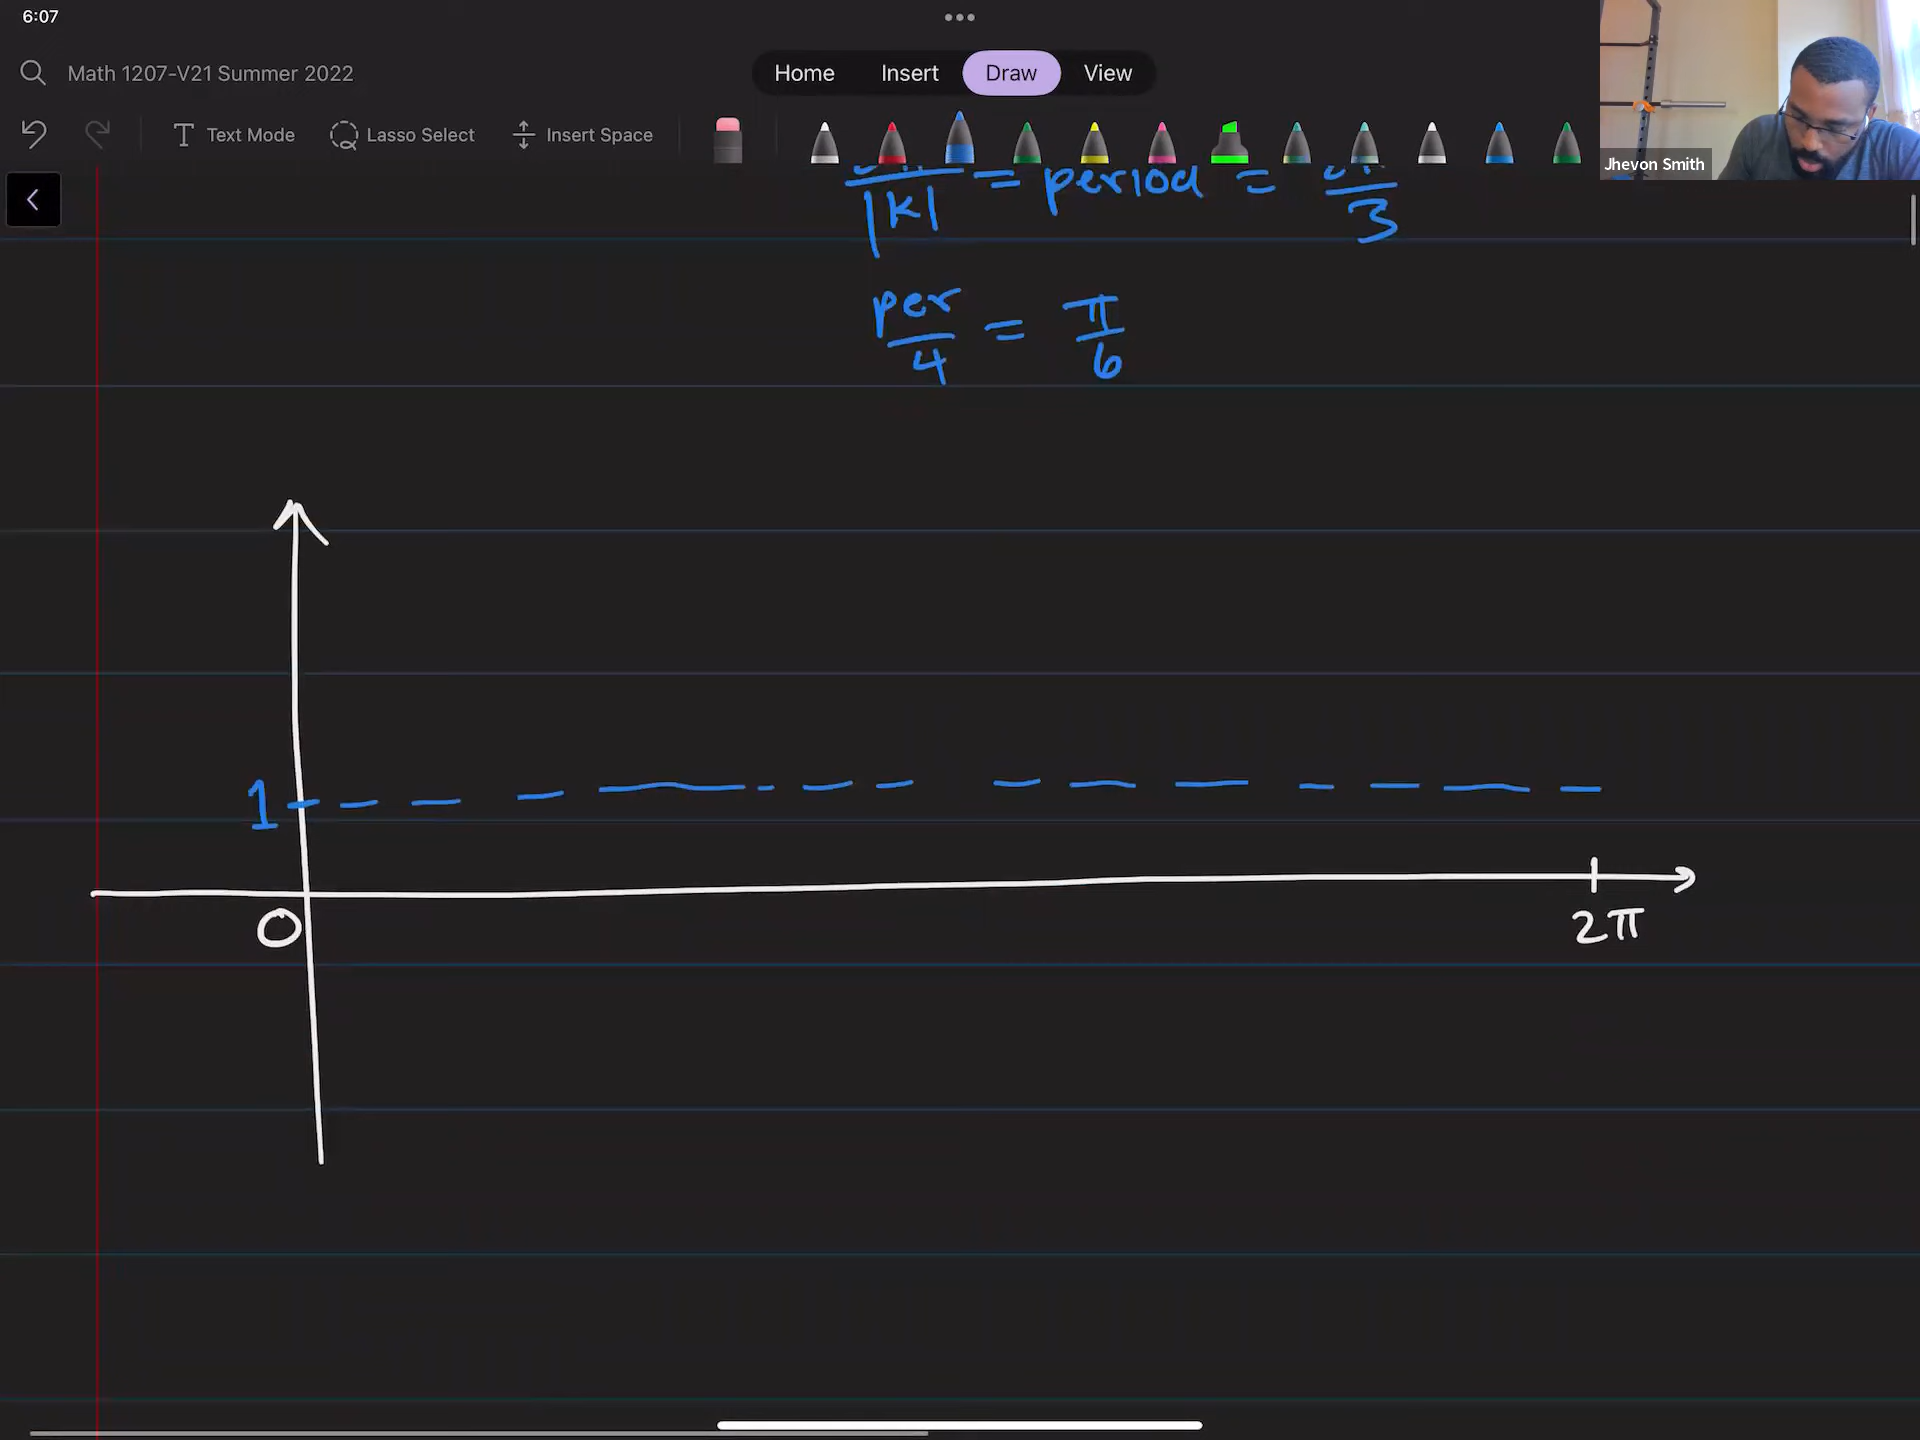 6:07
Math 1207-V21 Summer 2022
Home Insert Draw View
Text Mode Lasso Select Insert Space
Jhevon Smith
/|k| = period = /3
per/4 = π/6
1
0
2π